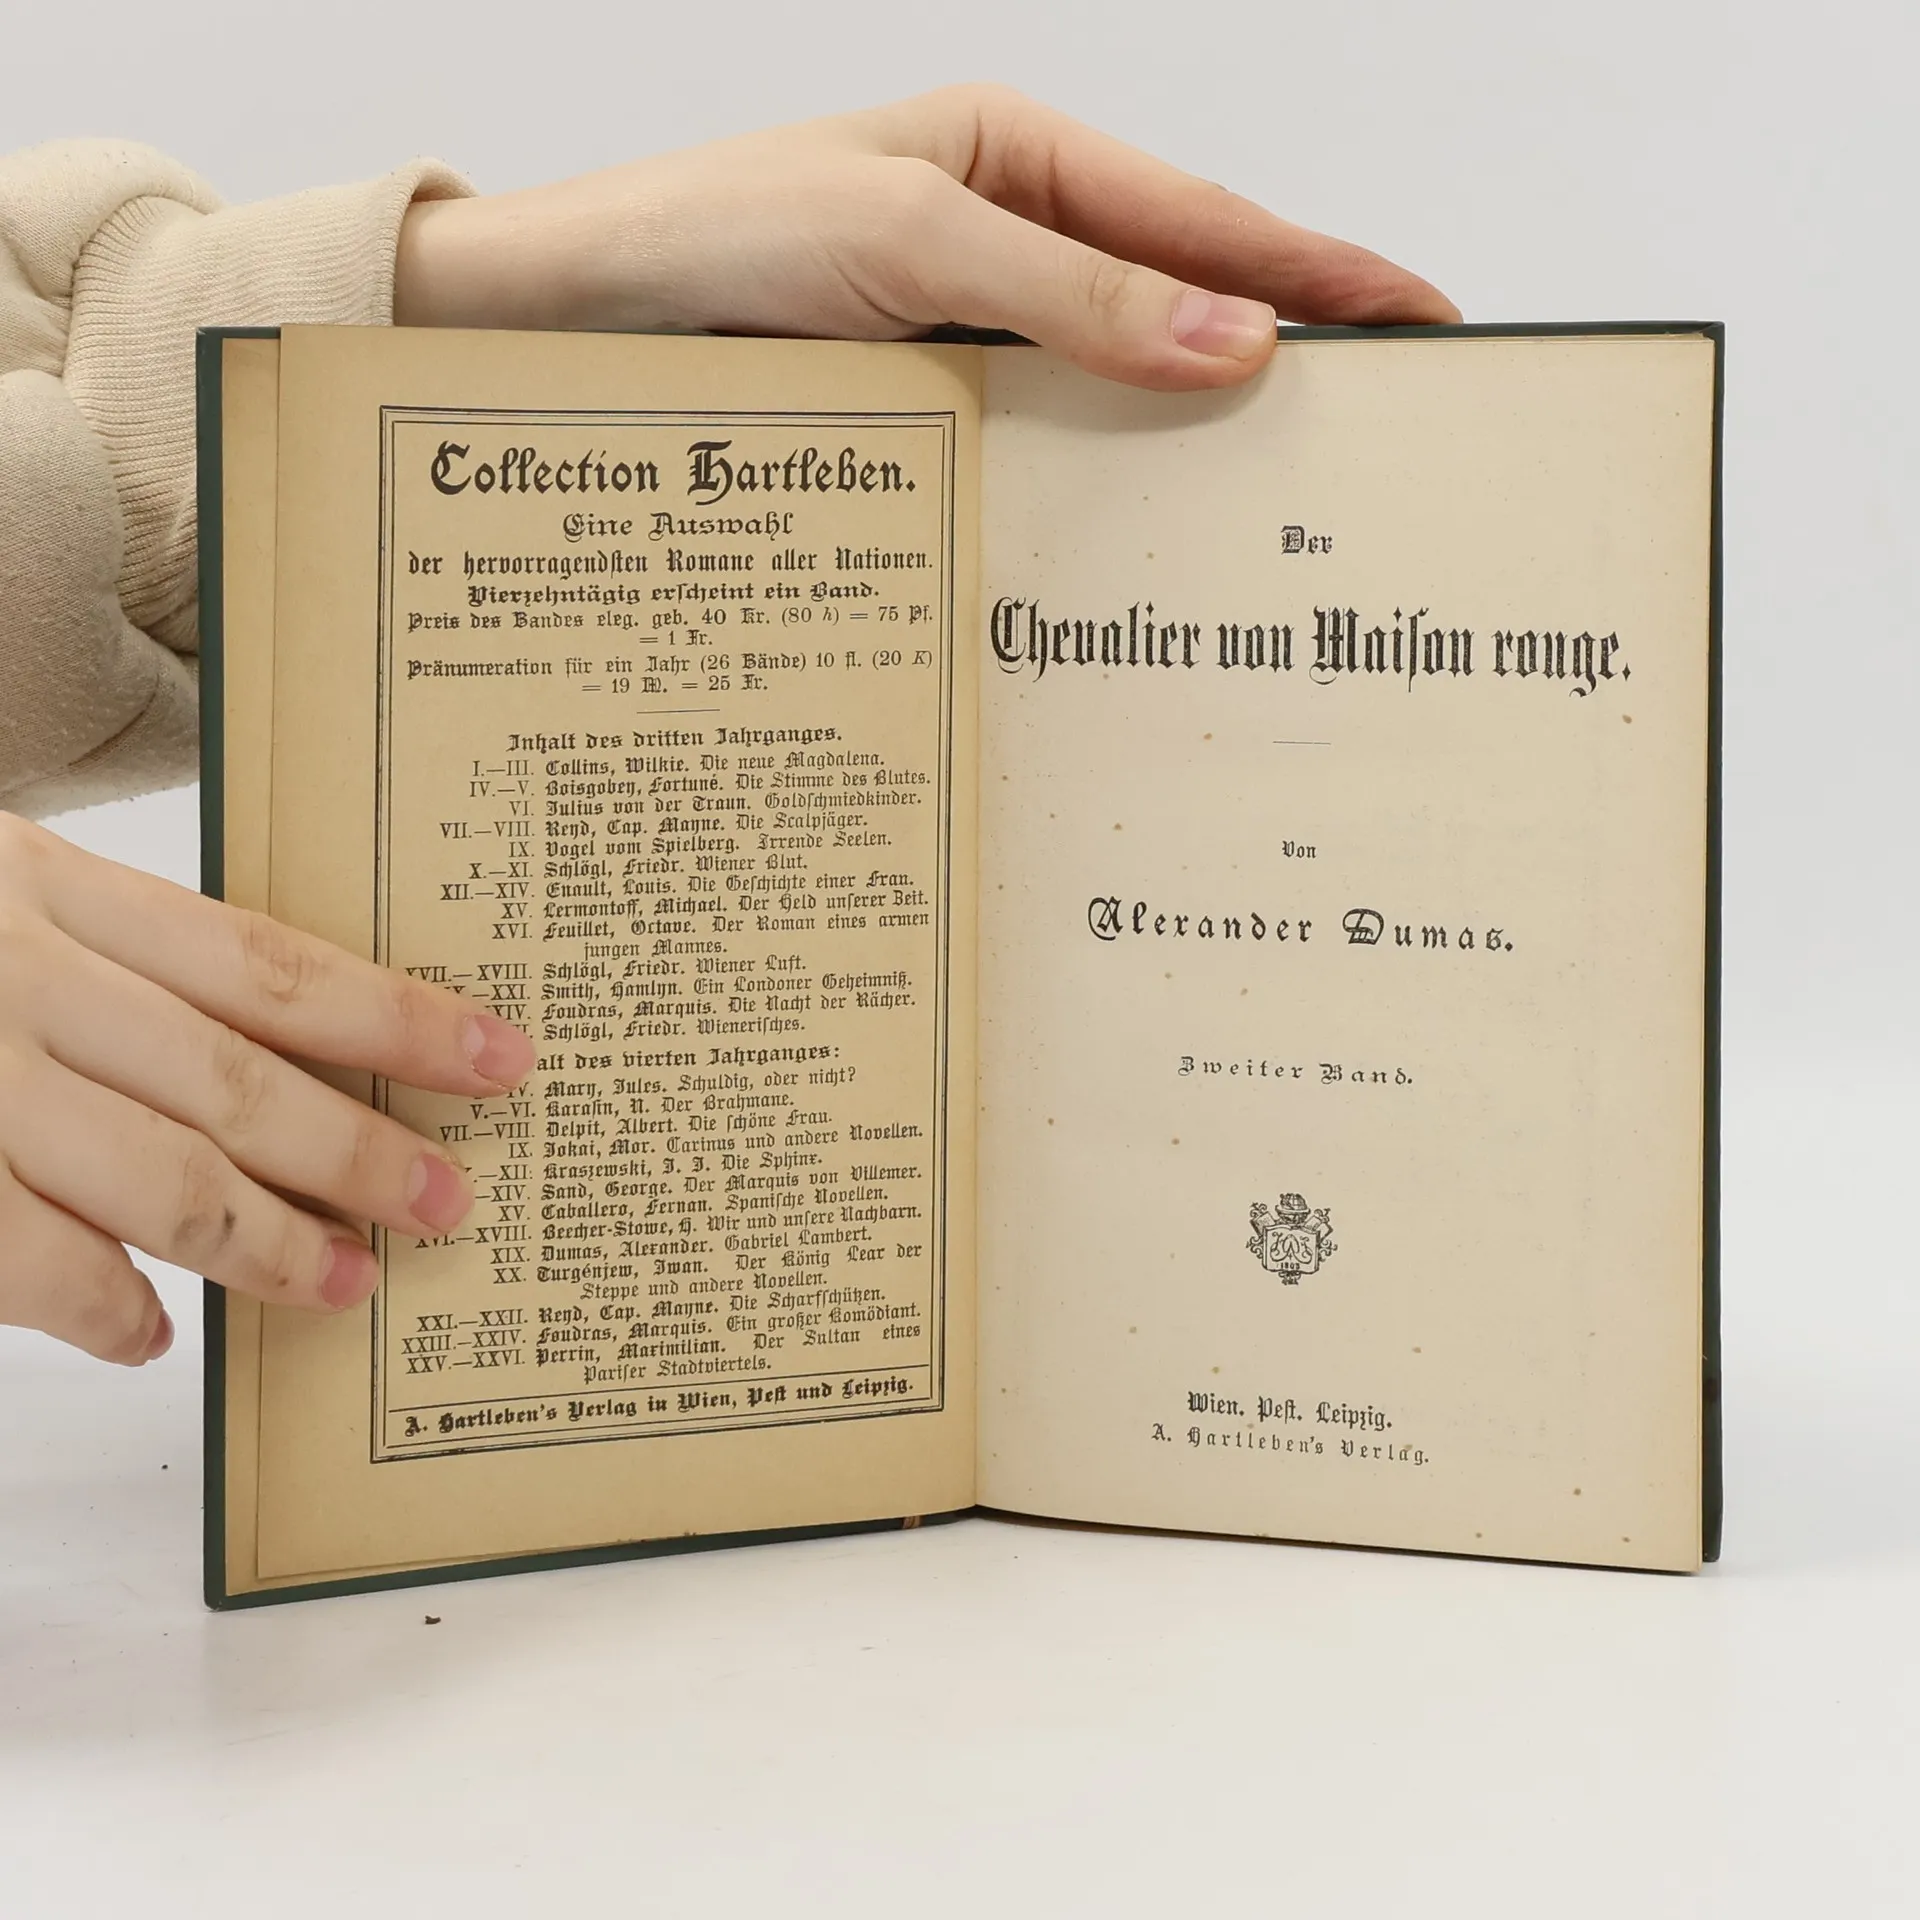 Collection Hartleben.
Eine Auswahl
der hervorragendſten Romane aller Nationen.
Vierzehntägig erſcheint ein Band.
Preis des Bandes eleg. geb. 40 Kr. (80 h) = 75 Pf.
= 1 Fr.
Pränumeration für ein Jahr (26 Bände) 10 fl. (20 K)
= 19 M. = 25 Fr.
Inhalt des dritten Jahrganges.
I.—III. Collins, Wilkie. Die neue Magdalena.
IV.—V. Boisgobey, Fortuné. Die Stimme des Blutes.
VI. Julius von der Traun. Goldſchmiedkinder.
VII.—VIII. Reyd, Cap. Mayne. Die Scalpjäger.
IX. Vogel vom Spielberg. Irrende Seelen.
X.—XI. Schlögl, Friedr. Wiener Blut.
XII.—XIV. Enault, Louis. Die Geſchichte einer Frau.
XV. Lermontoff, Michael. Der Held unſerer Zeit.
XVI. Feuillet, Octave. Der Roman eines armen
jungen Mannes.
XVII.—XVIII. Schlögl, Friedr. Wiener Luft.
—XXI. Smith, Hamlyn. Ein Londoner Geheimniß.
XIV. Foudras, Marquis. Die Nacht der Rächer.
Schlögl, Friedr. Wieneriſches.
alt des vierten Jahrganges:
IV. Mary, Jules. Schuldig, oder nicht?
V.—VI. Karaſin, N. Der Brahmane.
VII.—VIII. Delpit, Albert. Die ſchöne Frau.
IX. Jokai, Mor. Carinus und andere Novellen.
—XII. Kraszewski, J. I. Die Sphinx.
—XIV. Sand, George. Der Marquis von Villemer.
XV. Caballero, Fernan. Spaniſche Novellen.
XVI.—XVIII. Beecher-Stowe, H. Wir und unſere Nachbarn.
XIX. Dumas, Alexander. Gabriel Lambert.
XX. Turgénjew, Iwan. Der König Lear der
Steppe und andere Novellen.
XXI.—XXII. Reyd, Cap. Mayne. Die Scharfſchützen.
XXIII.—XXIV. Foudras, Marquis. Ein großer Komödiant.
XXV.—XXVI. Perrin, Maximilian. Der Sultan eines
Pariſer Stadtviertels.
A. Hartleben's Verlag in Wien, Peſt und Leipzig.
Der
Chevalier von Maiſon rouge.
Von
Alexander Dumas.
Zweiter Band.
1803
Wien. Peſt. Leipzig.
A. Hartleben's Verlag.